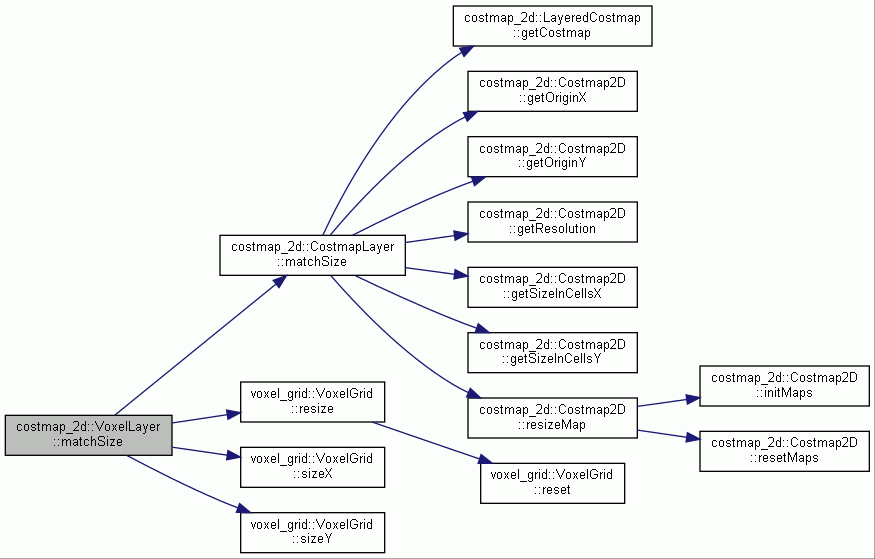 costmap_2d::LayeredCostmap
::getCostmap
costmap_2d::Costmap2D
::getOriginX
costmap_2d::Costmap2D
::getOriginY
costmap_2d::Costmap2D
::getResolution
costmap_2d::CostmapLayer
::matchSize
costmap_2d::Costmap2D
::getSizeInCellsX
costmap_2d::Costmap2D
::getSizeInCellsY
costmap_2d::Costmap2D
::initMaps
voxel_grid::VoxelGrid
::resize
costmap_2d::Costmap2D
::resizeMap
costmap_2d::VoxelLayer
::matchSize
costmap_2d::Costmap2D
::resetMaps
voxel_grid::VoxelGrid
::sizeX
voxel_grid::VoxelGrid
::reset
voxel_grid::VoxelGrid
::sizeY